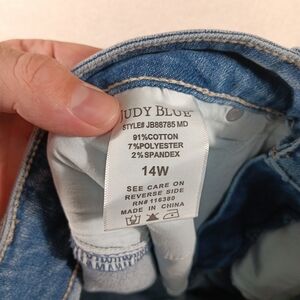 JUDY BLUE
STYLE# JB88785 MD
91%COTTON
7%POLYESTER
2%SPANDEX
14W
SEE CARE ON
REVERSE SIDE
RN#116380
MADE IN CHINA